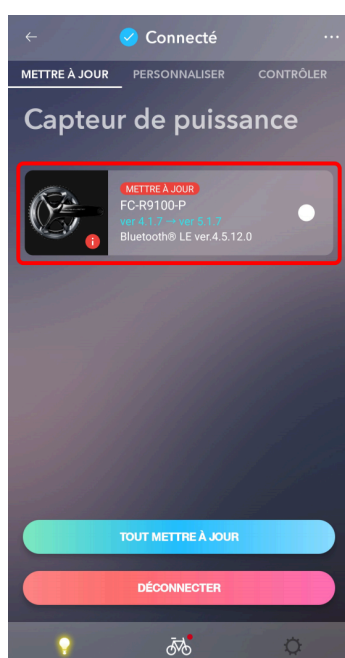 Connecté
METTRE À JOUR PERSONNALISER CONTRÔLER
Capteur de puissance
METTRE À JOUR
FC-R9100-P
ver 4.1.7 → ver 5.1.7
Bluetooth® LE ver.4.5.12.0
TOUT METTRE À JOUR
DÉCONNECTER